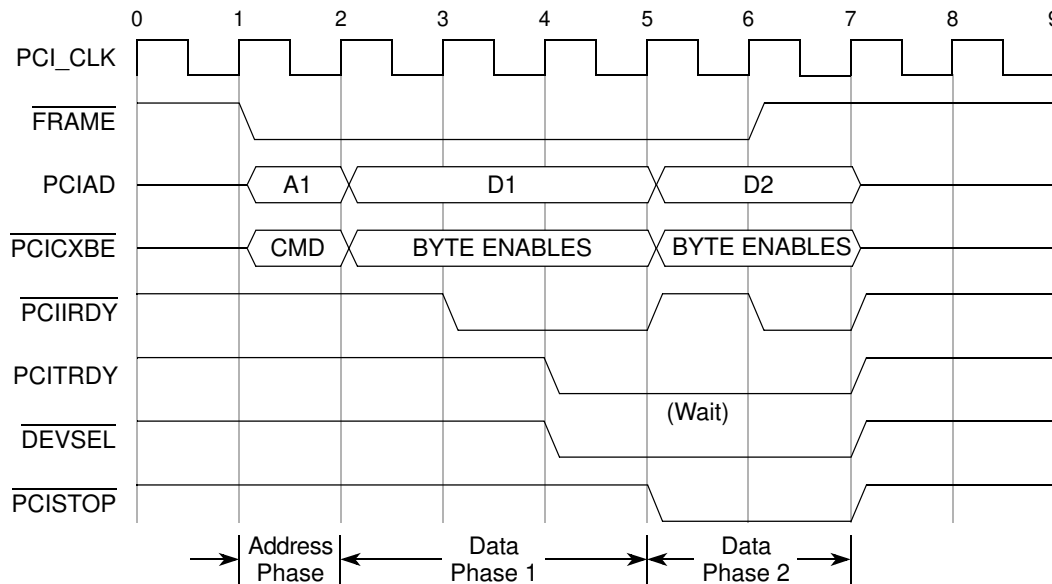 0 1 2 3 4 5 6 7 8 9
PCI_CLK
FRAME
PCIAD A1 D1 D2
PCICXBE CMD BYTE ENABLES BYTE ENABLES
PCIIRDY
PCITRDY
(Wait)
DEVSEL
PCISTOP
Address Data Data
Phase Phase 1 Phase 2